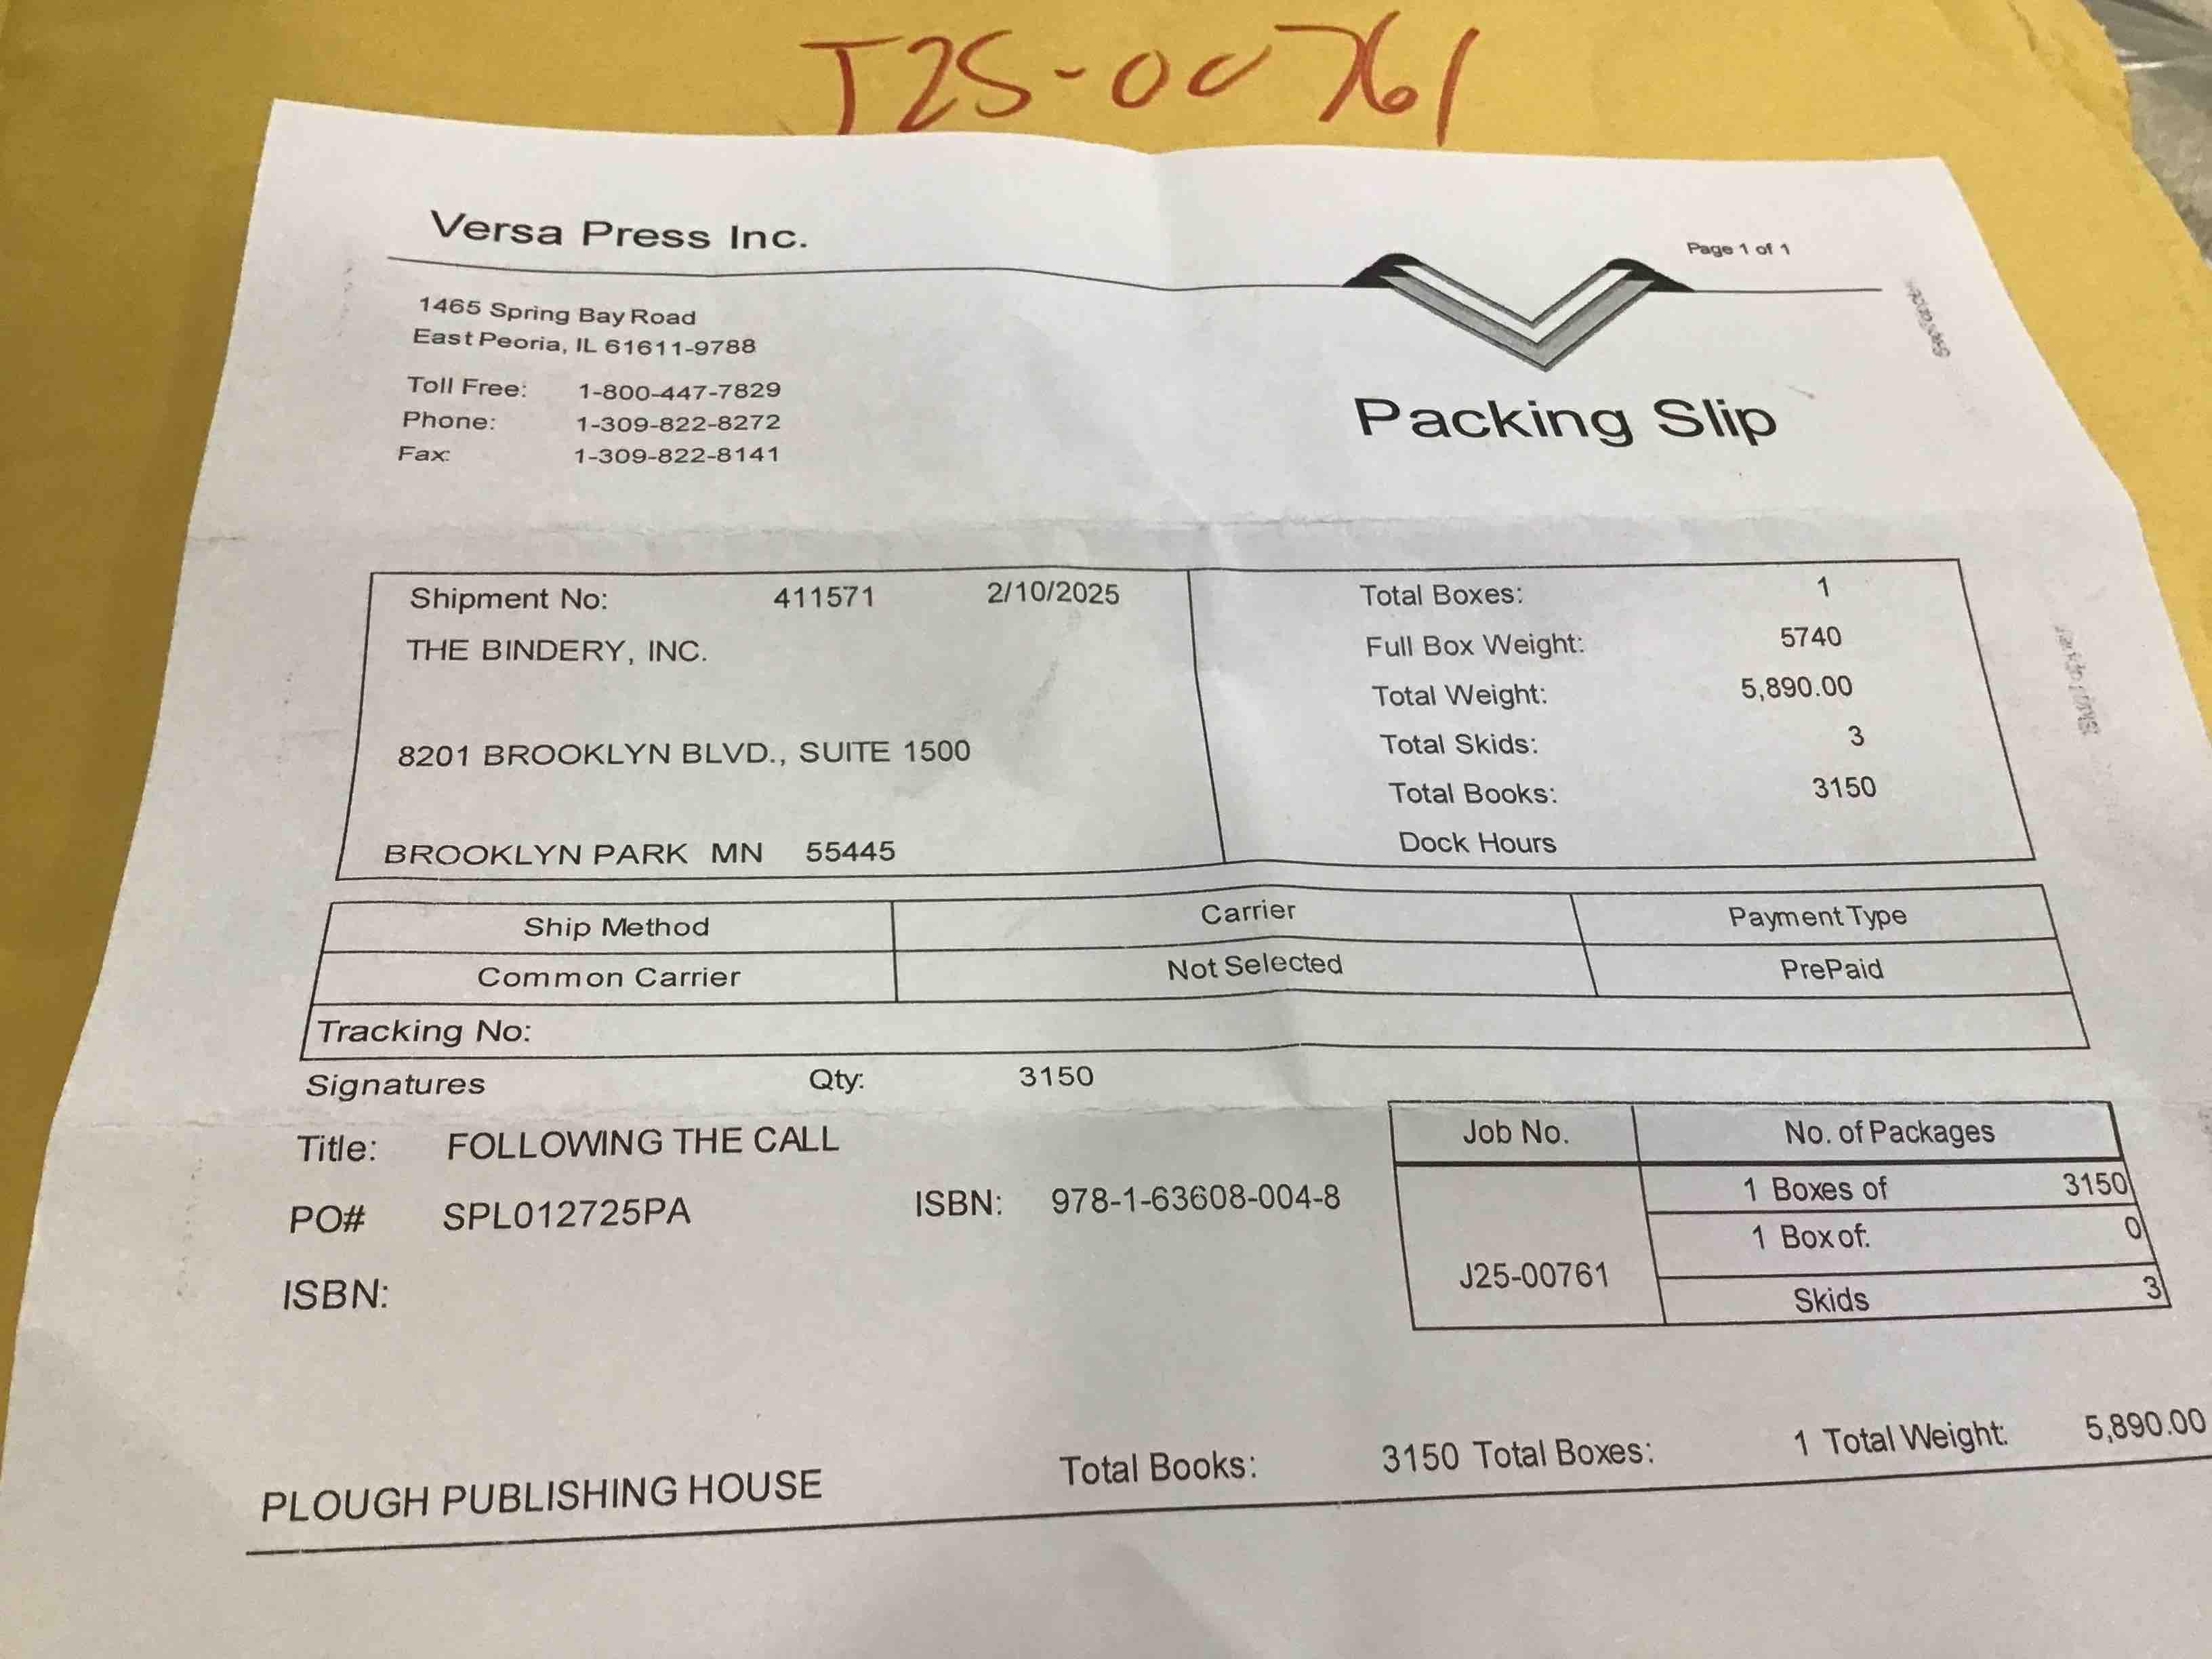 J25-00761
Versa Press Inc.
Page 1 of 1
1465 Spring Bay Road
East Peoria, IL 61611-9788
Toll Free: 1-800-447-7829
Phone: 1-309-822-8272
Fax: 1-309-822-8141
Packing Slip
Shipment No: 411571 2/10/2025
THE BINDERY, INC.
8201 BROOKLYN BLVD., SUITE 1500
BROOKLYN PARK MN 55445
Total Boxes: 1
Full Box Weight: 5740
Total Weight: 5,890.00
Total Skids: 3
Total Books: 3150
Dock Hours
Ship Method Carrier Payment Type
Common Carrier Not Selected PrePaid
Tracking No:
Signatures Qty: 3150
Title: FOLLOWING THE CALL
PO# SPL012725PA ISBN: 978-1-63608-004-8
ISBN:
Job No. No. of Packages
1 Boxes of 3150
1 Box of: 0
J25-00761
Skids 3
PLOUGH PUBLISHING HOUSE Total Books: 3150 Total Boxes: 1 Total Weight: 5,890.00